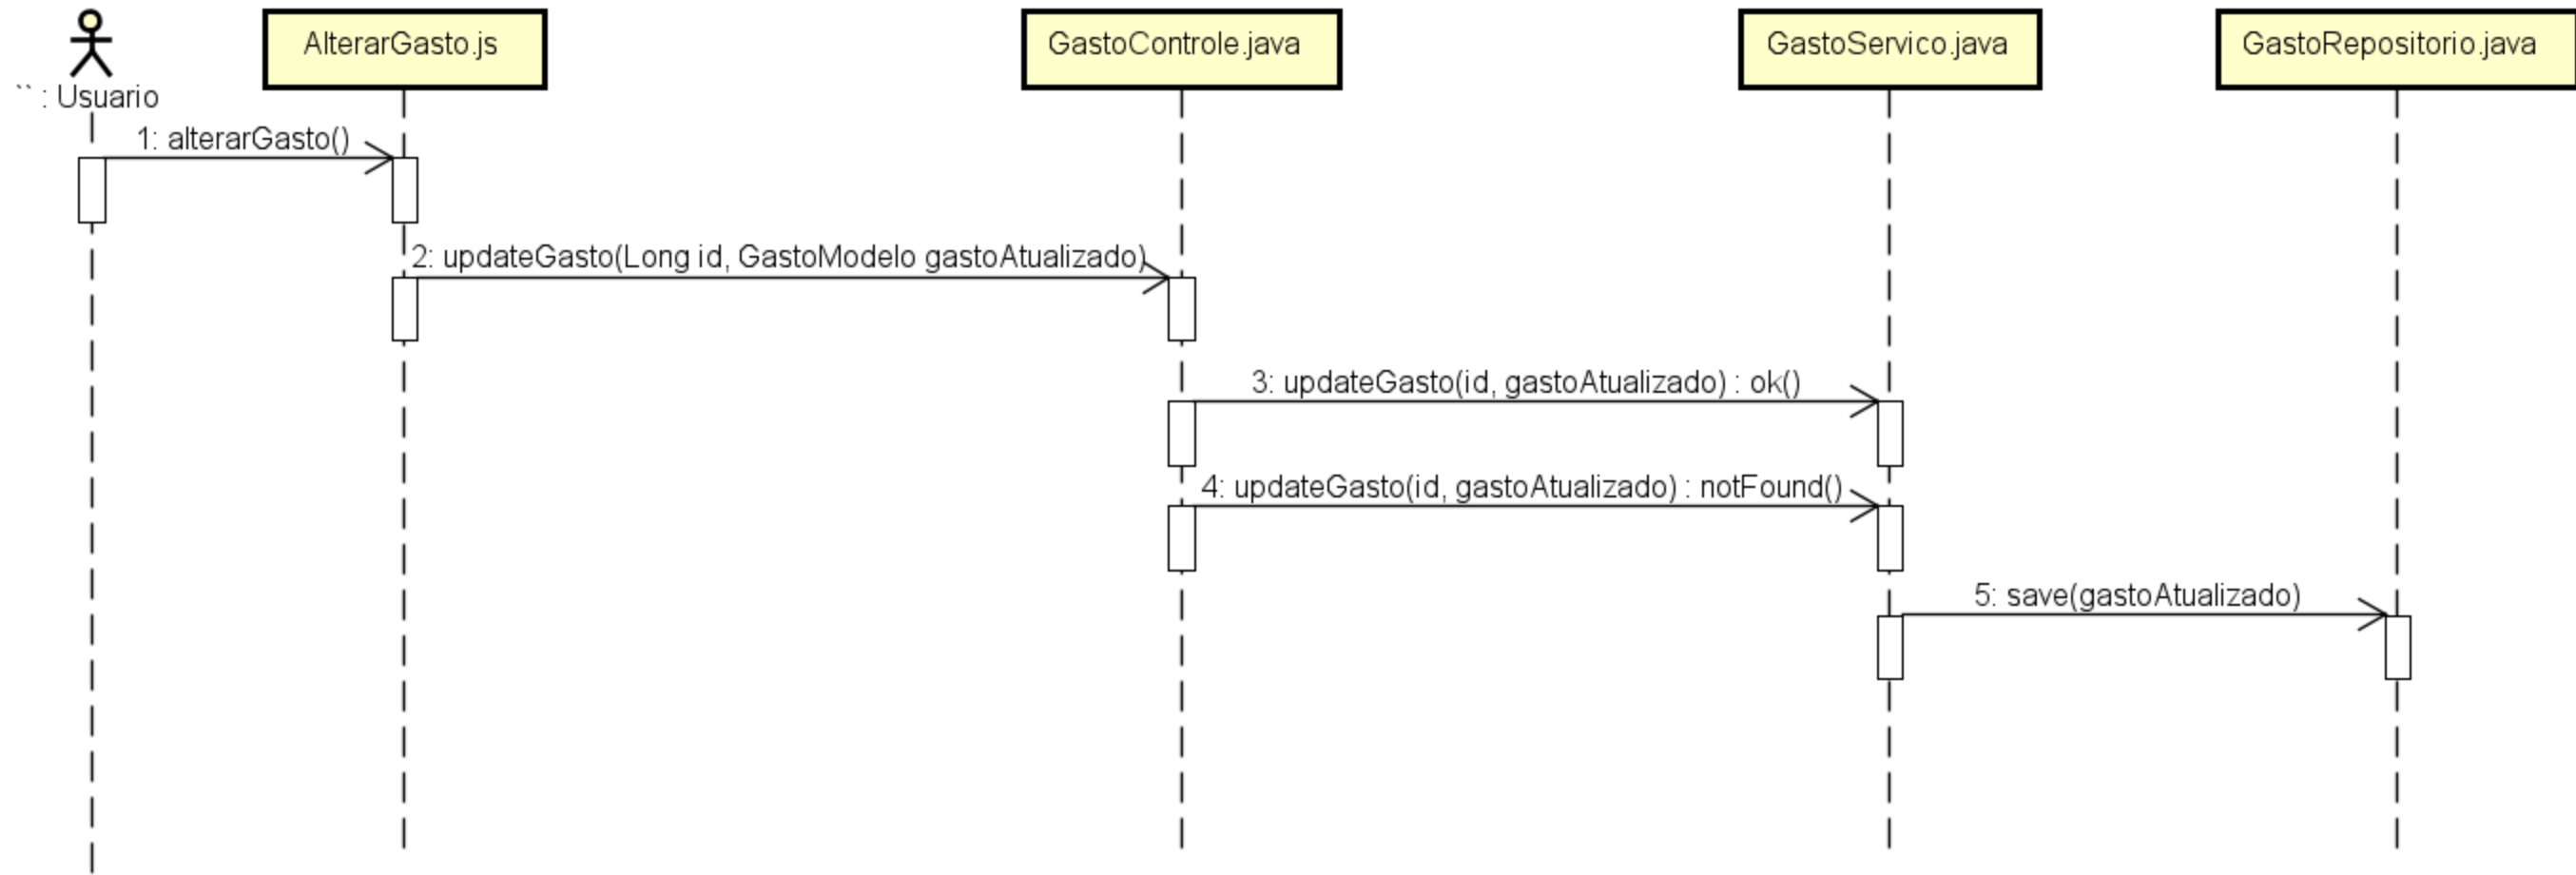 AlterarGasto.js
GastoControle.java
GastoServico.java
GastoRepositorio.java
`` : Usuario
1: alterarGasto()
2: updateGasto(Long id, GastoModelo gastoAtualizado)
3: updateGasto(id, gastoAtualizado) : ok()
4: updateGasto(id, gastoAtualizado) : notFound()
5: save(gastoAtualizado)